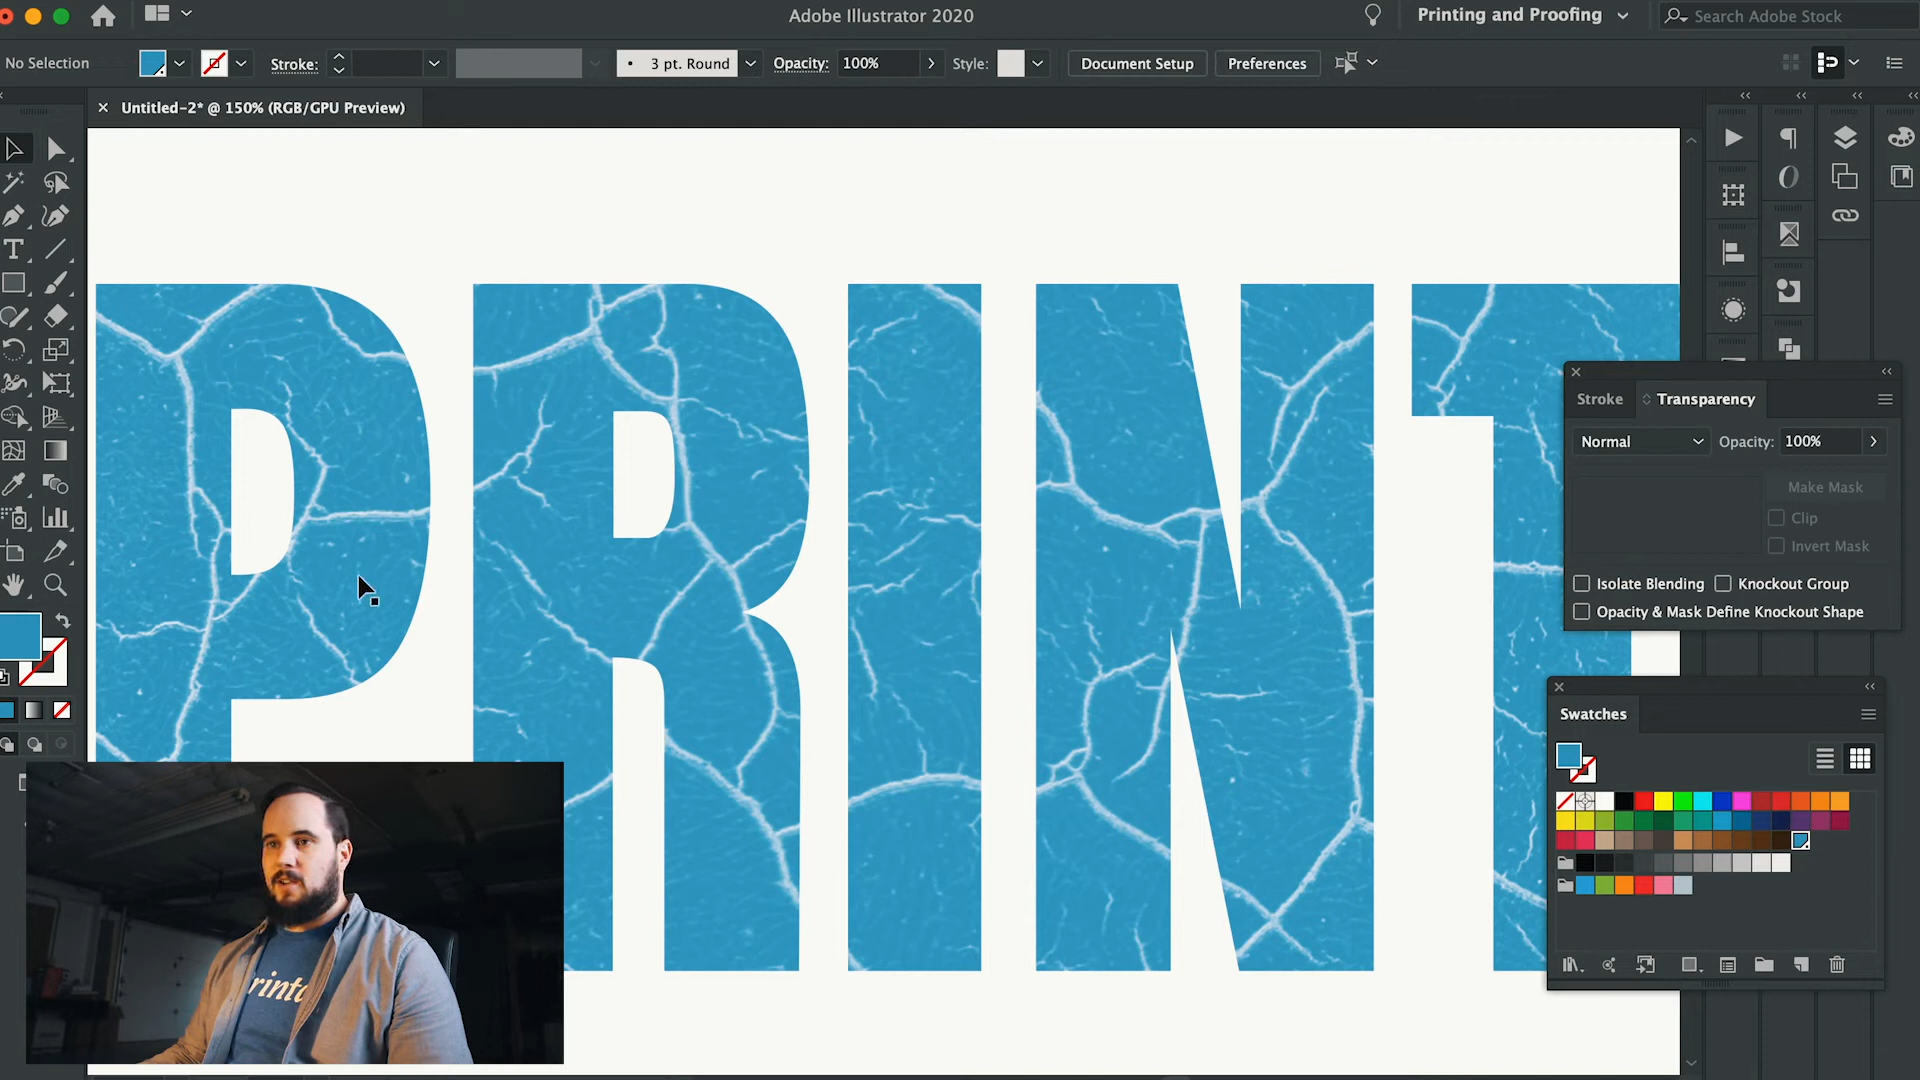 Adobe Illustrator 2020
Printing and Proofing
Search Adobe Stock
No Selection
Stroke:
3 pt. Round
Opacity: 100%
Style:
Document Setup
Preferences
Untitled-2* @ 150% (RGB/GPU Preview)
PRINT
Stroke
Transparency
Normal
Opacity: 100%
Make Mask
Clip
Invert Mask
Isolate Blending
Knockout Group
Opacity & Mask Define Knockout Shape
Swatches